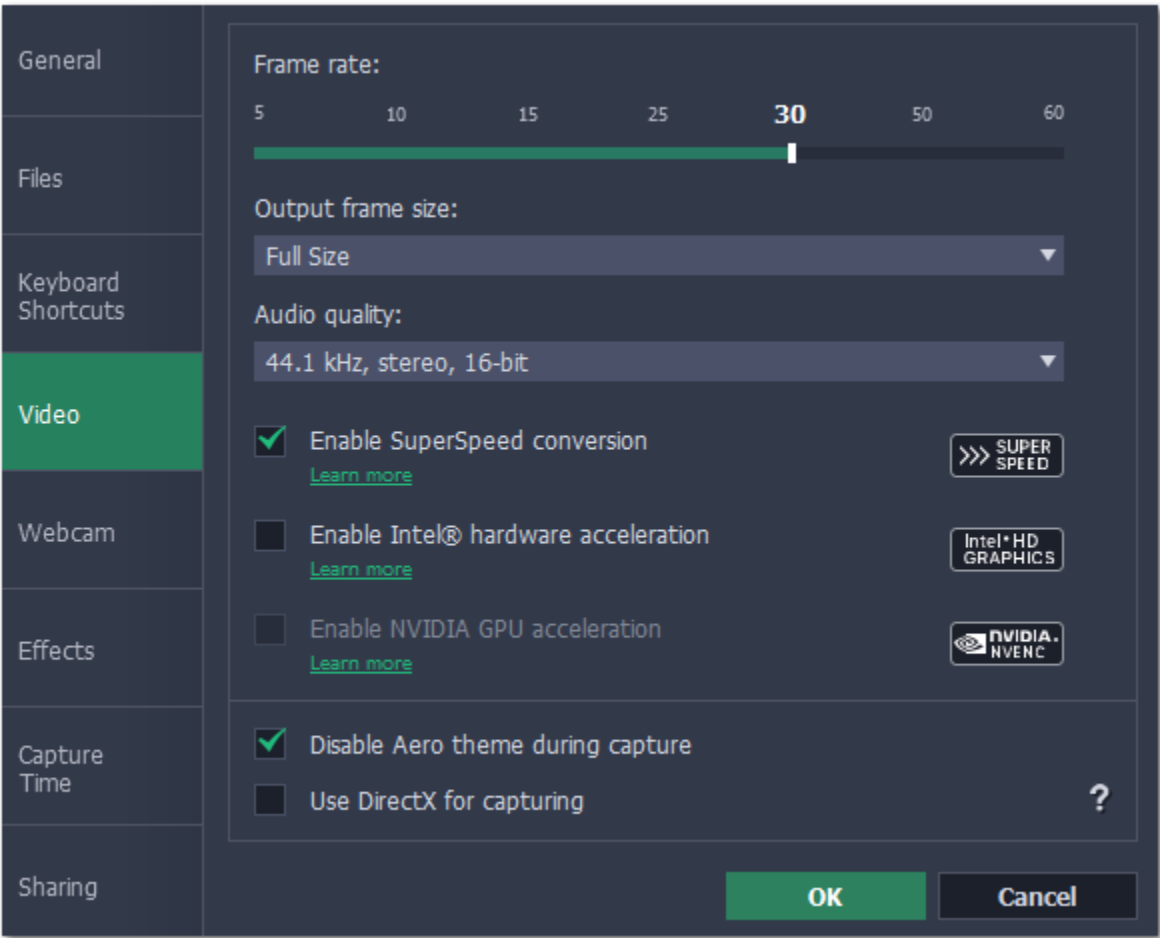 General
Files
Keyboard
Shortcuts
Video
Webcam
Effects
Capture
Time
Sharing
Frame rate:
5 10 15 25 30 50 60
Output frame size:
Full Size
Audio quality:
44.1 kHz, stereo, 16-bit
Enable SuperSpeed conversion
Learn more
SUPER
SPEED
Enable Intel® hardware acceleration
Learn more
Intel•HD
GRAPHICS
Enable NVIDIA GPU acceleration
Learn more
NVIDIA.
NVENC
Disable Aero theme during capture
Use DirectX for capturing
?
OK Cancel